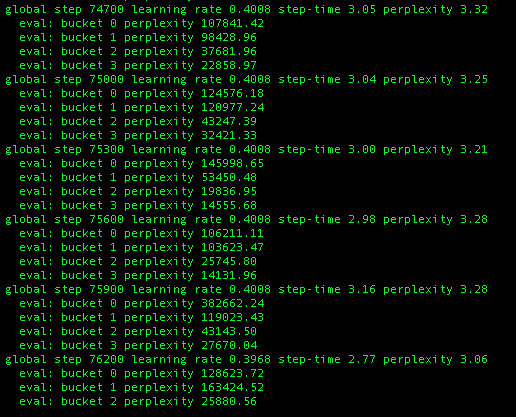 global step 74700 learning rate 0.4008 step-time 3.05 perplexity 3.32
eval: bucket 0 perplexity 107841.42
eval: bucket 1 perplexity 98428.96
eval: bucket 2 perplexity 37681.96
eval: bucket 3 perplexity 22858.97
global step 75000 learning rate 0.4008 step-time 3.04 perplexity 3.25
eval: bucket 0 perplexity 124576.18
eval: bucket 1 perplexity 120977.24
eval: bucket 2 perplexity 43247.39
eval: bucket 3 perplexity 32421.33
global step 75300 learning rate 0.4008 step-time 3.00 perplexity 3.21
eval: bucket 0 perplexity 145998.65
eval: bucket 1 perplexity 53450.48
eval: bucket 2 perplexity 19836.95
eval: bucket 3 perplexity 14555.68
global step 75600 learning rate 0.4008 step-time 2.98 perplexity 3.28
eval: bucket 0 perplexity 106211.11
eval: bucket 1 perplexity 103623.47
eval: bucket 2 perplexity 25745.80
eval: bucket 3 perplexity 14131.96
global step 75900 learning rate 0.4008 step-time 3.16 perplexity 3.28
eval: bucket 0 perplexity 382662.24
eval: bucket 1 perplexity 119023.43
eval: bucket 2 perplexity 43143.50
eval: bucket 3 perplexity 27670.04
global step 76200 learning rate 0.3968 step-time 2.77 perplexity 3.06
eval: bucket 0 perplexity 128623.72
eval: bucket 1 perplexity 163424.52
eval: bucket 2 perplexity 25880.56